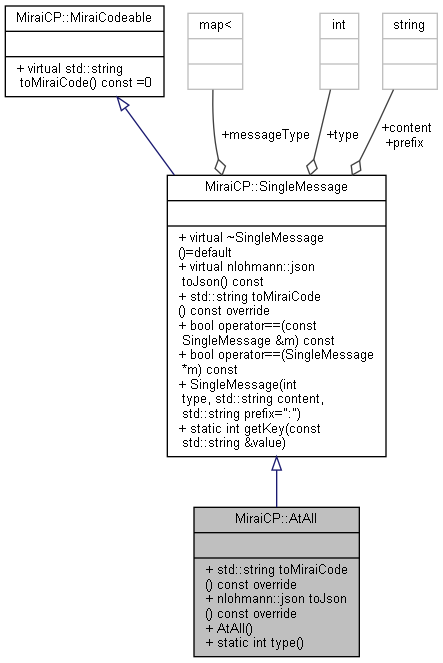 MiraiCP::MiraiCodeable
map<
int
string
+ virtual std::string
toMiraiCode() const =0
+messageType
+type
+content
+prefix
MiraiCP::SingleMessage
+ virtual ~SingleMessage
()=default
+ virtual nlohmann::json
toJson() const
+ std::string toMiraiCode
() const override
+ bool operator==(const
SingleMessage &m) const
+ bool operator==(SingleMessage
*m) const
+ SingleMessage(int
type, std::string content,
std::string prefix=":")
+ static int getKey(const
std::string &value)
MiraiCP::AtAll
+ std::string toMiraiCode
() const override
+ nlohmann::json toJson
() const override
+ AtAll()
+ static int type()